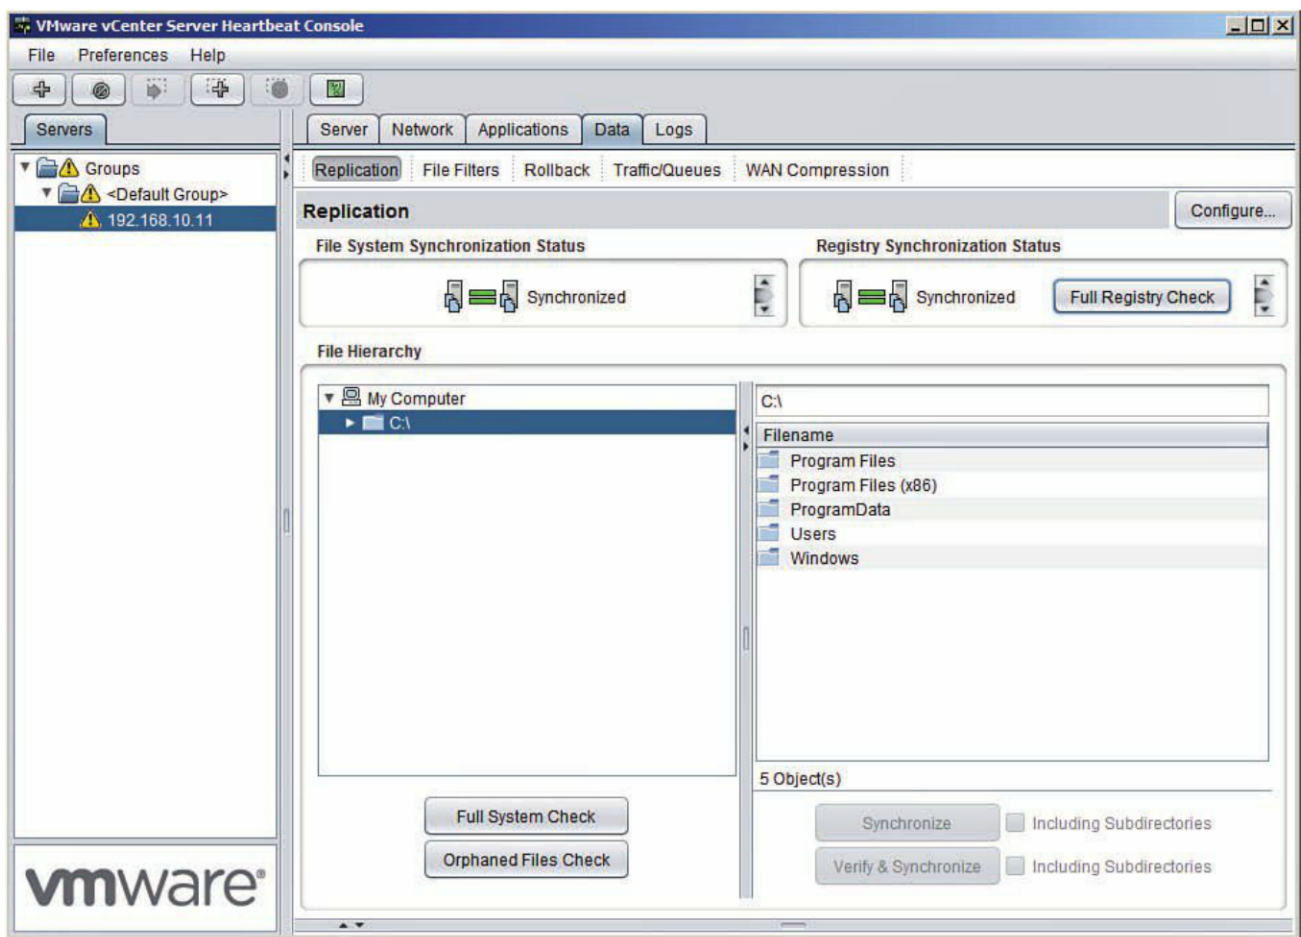 VMware vCenter Server Heartbeat Console
File Preferences Help
Servers
Server Network Applications Data Logs
Groups
<Default Group>
192.168.10.11
Replication File Filters Rollback Traffic/Queues WAN Compression
Replication
Configure...
File System Synchronization Status
Registry Synchronization Status
Synchronized
Synchronized
Full Registry Check
File Hierarchy
My Computer
C:\
C:\
Filename
Program Files
Program Files (x86)
ProgramData
Users
Windows
5 Object(s)
Full System Check
Orphaned Files Check
Synchronize
Including Subdirectories
Verify & Synchronize
Including Subdirectories
vmware®